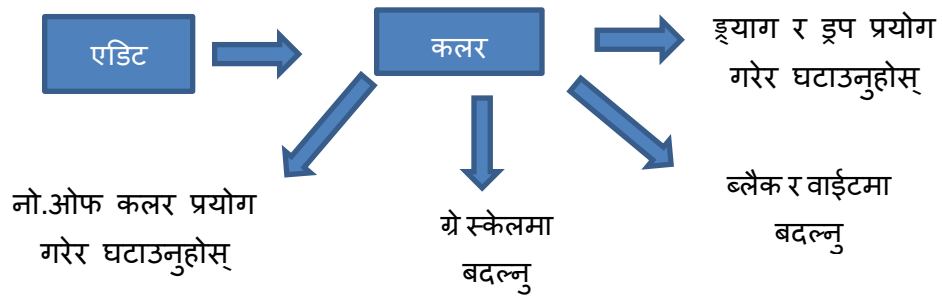 एडिट
कलर
ड्र्याग र ड्रप प्रयोग
गरेर घटाउनुहोस्
नो.ओफ कलर प्रयोग
गरेर घटाउनुहोस्
ग्रे स्केलमा
बदल्नु
ब्लैक र वाईटमा
बदल्नु